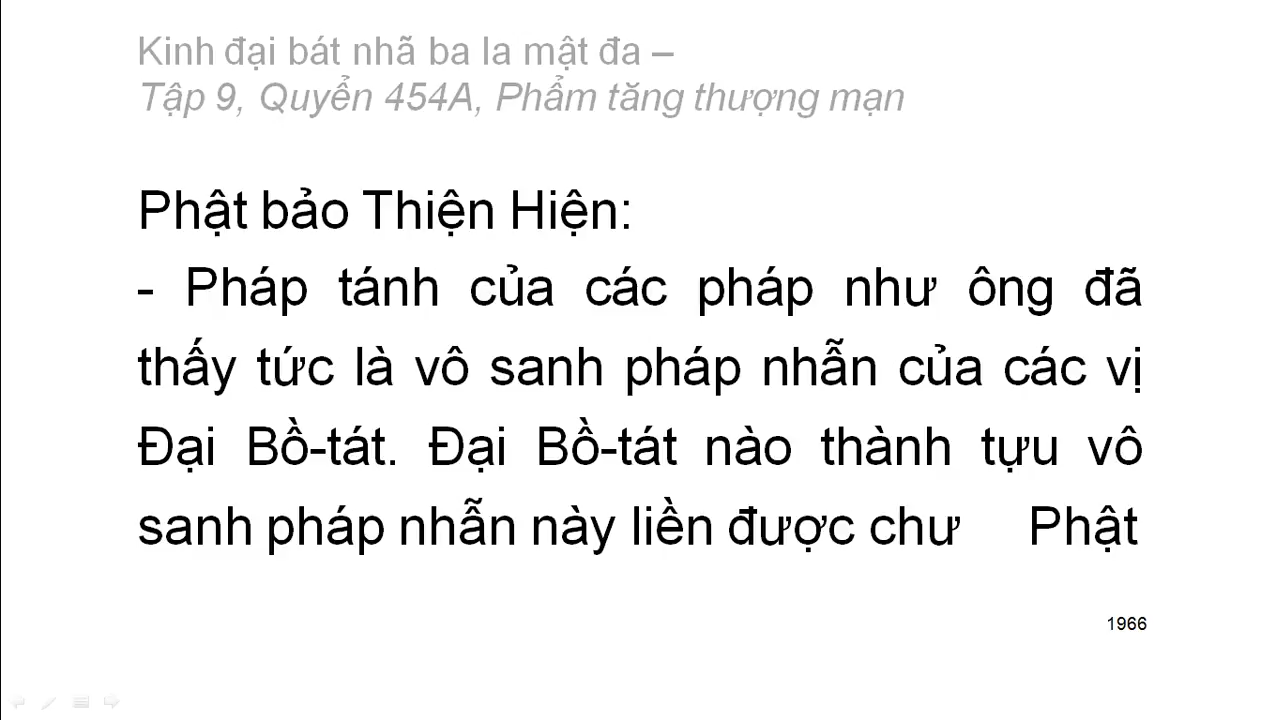 Kinh đại bát nhã ba la mật đa –
Tập 9, Quyển 454A, Phẩm tăng thượng mạn
Phật bảo Thiện Hiện:
- Pháp tánh của các pháp như ông đã
thấy tức là vô sanh pháp nhẫn của các vị
Đại Bồ-tát. Đại Bồ-tát nào thành tựu vô
sanh pháp nhẫn này liền được chư Phật
1966